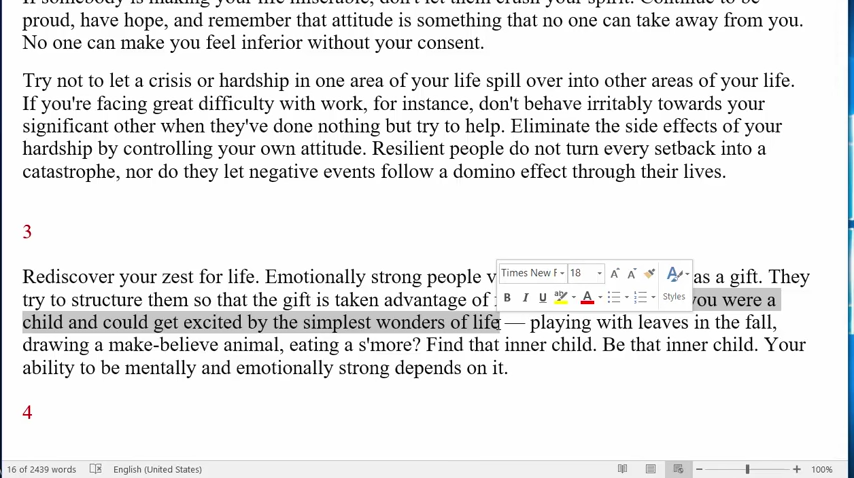 proud, have hope, and remember that attitude is something that no one can take away from you.
No one can make you feel inferior without your consent.
Try not to let a crisis or hardship in one area of your life spill over into other areas of your life.
If you're facing great difficulty with work, for instance, don't behave irritably towards your
significant other when they've done nothing but try to help. Eliminate the side effects of your
hardship by controlling your own attitude. Resilient people do not turn every setback into a
catastrophe, nor do they let negative events follow a domino effect through their lives.
3
Rediscover your zest for life. Emotionally strong people as a gift. They
Times New F 18
try to structure them so that the gift is taken advantage of you were a
B I U ab A Styles
child and could get excited by the simplest wonders of life — playing with leaves in the fall,
drawing a make-believe animal, eating a s'more? Find that inner child. Be that inner child. Your
ability to be mentally and emotionally strong depends on it.
4
16 of 2439 words English (United States) 100%